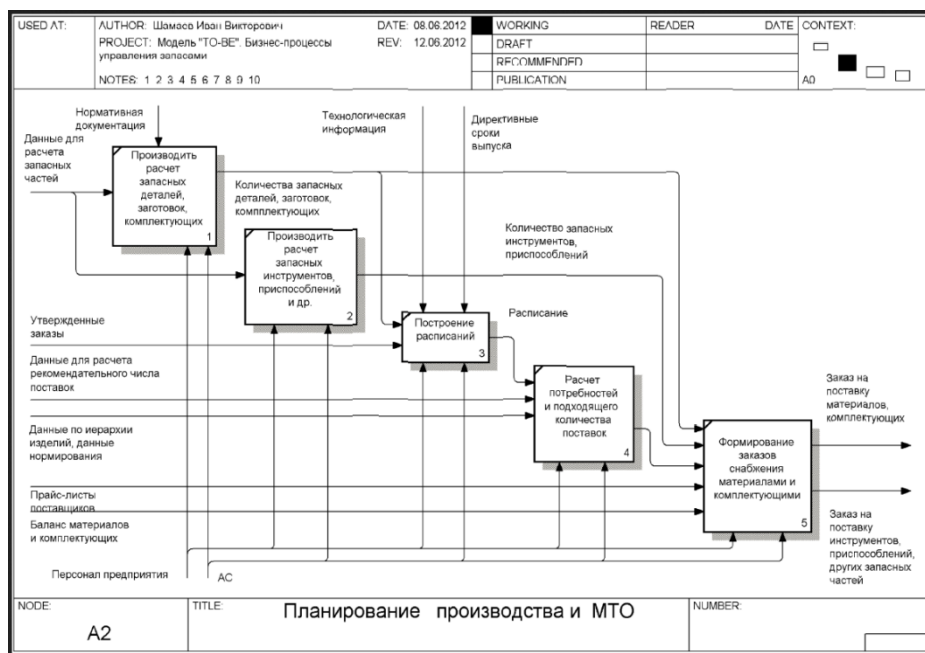 USED AT:
AUTHOR: Шамаев Иван Викторович
DATE: 08.06.2012
WORKING
READER
DATE
CONTEXT:
PROJECT: Модель "TO-BE". Бизнес-процессы
управления запасами
REV: 12.06.2012
DRAFT
RECOMMENDED
NOTES: 1 2 3 4 5 6 7 8 9 10
PUBLICATION
A0
Нормативная
документация
Данные для
расчета
запасных
частей
Технологическая
информация
Директивные
сроки
выпуска
Производить
расчет
запасных
деталей,
заготовок,
комплектующих
1
Количества запасных
деталей, заготовок,
компплектующих
Производить
расчет
запасных
инструментов,
приспособлений
и др.
2
Количество запасных
инструментов,
приспособлений
Утвержденные
заказы
Построение
расписаний
3
Расписание
Данные для расчета
рекомендательного числа
поставок
Расчет
потребностей
и подходящего
количества
поставок
4
Заказ на
поставку
материалов,
комплектующих
Данные по иерархии
изделий, данные
нормирования
Формирование
заказов
снабжения
материалами и
комплектующими
5
Прайс-листы
поставщиков
Баланс материалов
и комплектующих
Заказ на
поставку
инструментов,
приспособлений,
других запасных
частей
Персонал предприятия
АС
NODE:
A2
TITLE:
Планирование производства и МТО
NUMBER: